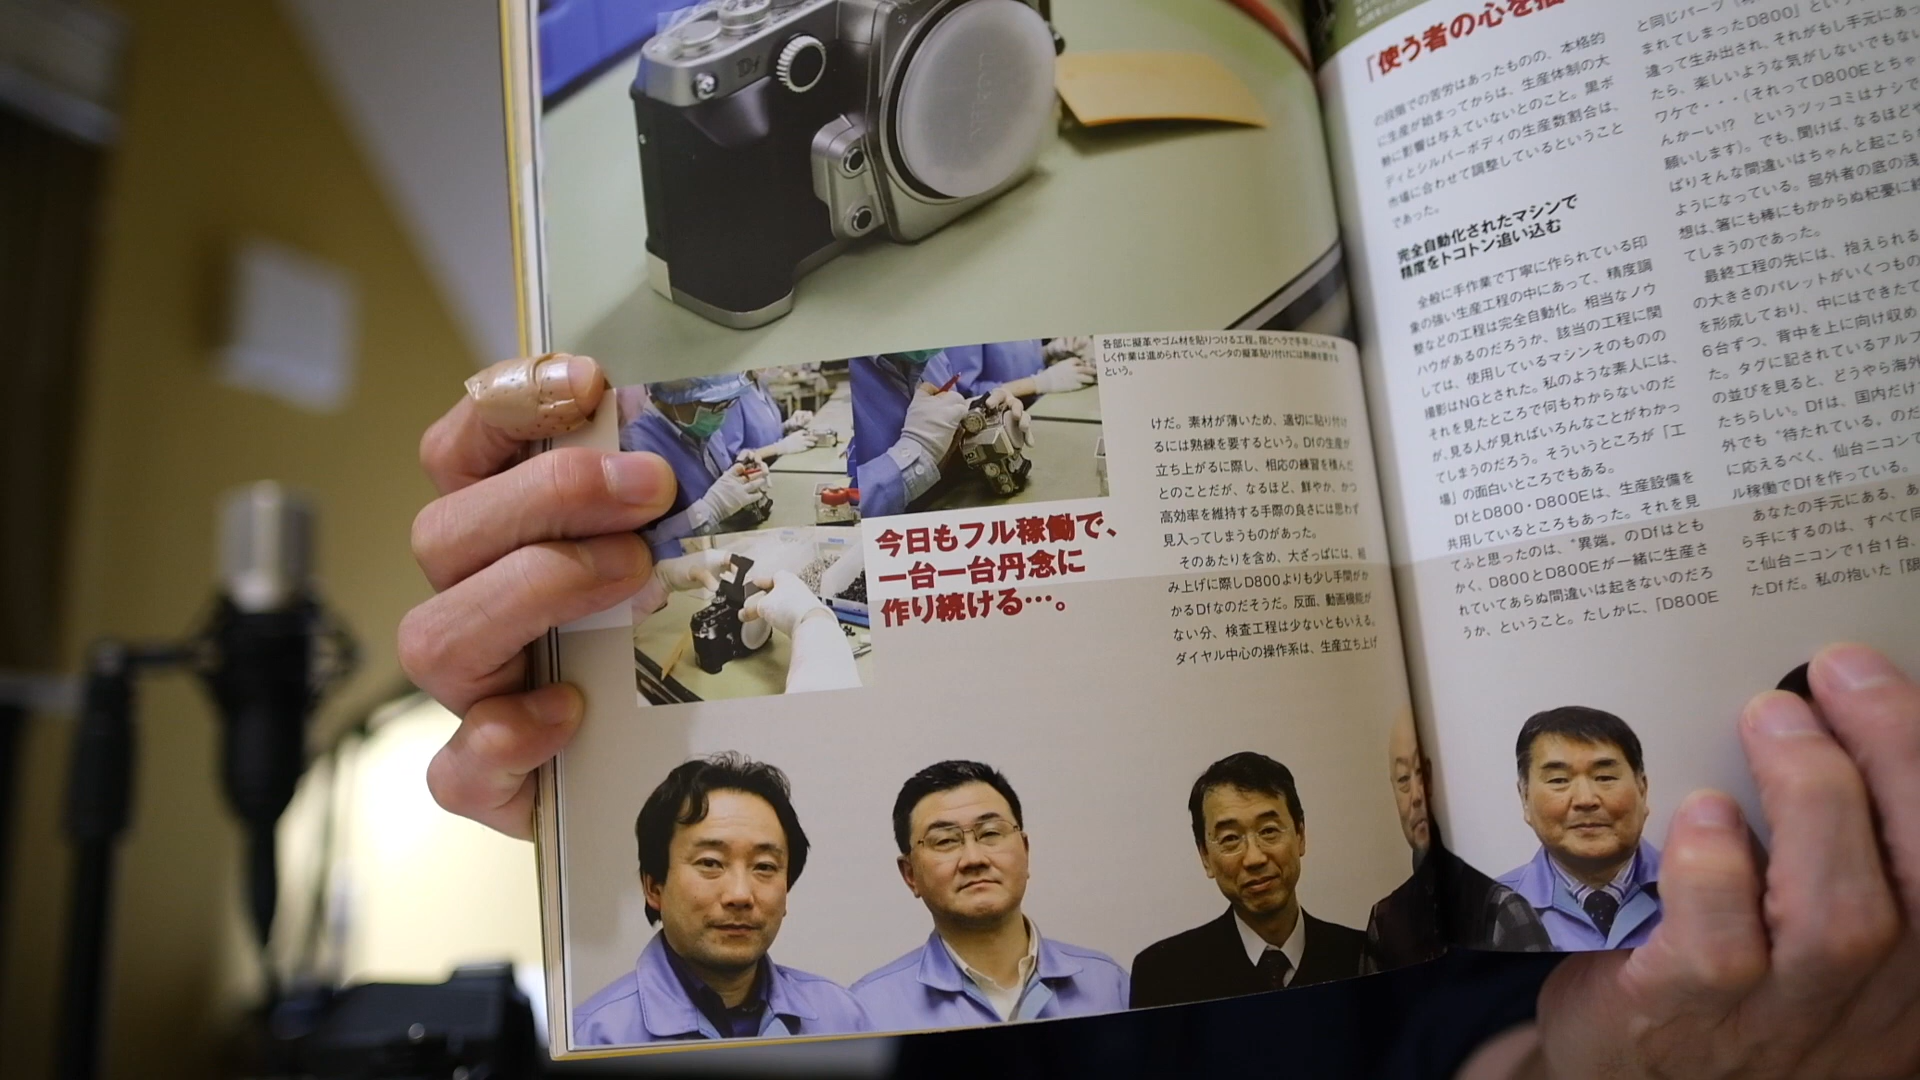 Df
各部に擬革やゴム材を貼りつける工程。指とヘラで手早くしかし美
しく作業は進められていく。ペンタの擬革貼り付けには熟練を要する
という。
今日もフル稼働で、
一台一台丹念に
作り続ける…。
けだ。素材が薄いため、適切に貼り付け
るには熟練を要するという。Dfの生産が
立ち上がるに際し、相応の練習を積んだ
とのことだが、なるほど、鮮やか、かつ
高効率を維持する手際の良さには思わず
見入ってしまうものがあった。
そのあたりを含め、大ざっぱには、組
み上げに際しD800よりも少し手間がか
かるDfなのだそうだ。反面、動画機能が
ない分、検査工程は少ないともいえる。
ダイヤル中心の操作系は、生産立ち上げ
「使う者の心を
の段階での苦労はあったものの、本格的
に生産が始まってからは、生産体制の大
勢に影響は与えていないとのこと。黒ボ
ディとシルバーボディの生産数割合は、
市場に合わせて調整しているということ
であった。
完全自動化されたマシンで
精度をトコトン追い込む
全般に手作業で丁寧に作られている印
象の強い生産工程の中にあって、精度調
整などの工程は完全自動化。相当なノウ
ハウがあるのだろうか、該当の工程に関
しては、使用しているマシンそのものの
撮影はNGとされた。私のような素人には、
それを見たところで何もわからないのだ
が、見る人が見ればいろんなことがわかっ
てしまうのだろう。そういうところが「工
場」の面白いところでもある。
DfとD800・D800Eは、生産設備を
共用しているところもあった。それを見
てふと思ったのは、“異端„のDfはとも
かく、D800とD800Eが一緒に生産さ
れていてあらぬ間違いは起きないのだろ
うか、ということ。たしかに、「D800E
と同じパーツ
まれてしまったD800」という
違って生み出され、それがもし手元にあっ
たら、楽しいような気がしないでもない
ワケで・・・（それってD800Eとちゃ
んかーい!?　というツッコミはナシで
願いします）。でも、聞けば、なるほどや
ぱりそんな間違いはちゃんと起こら
ようになっている。部外者の底の浅
想は、箸にも棒にもかからぬ杞憂に終
てしまうのであった。
最終工程の先には、抱えられる
の大きさのパレットがいくつもの
を形成しており、中にはできたて
6台ずつ、背中を上に向け収め
た。タグに記されているアルフ
の並びを見ると、どうやら海外
たちらしい。Dfは、国内だけ
外でも“待たれている„のだ
に応えるべく、仙台ニコンで
ル稼働でDfを作っている。
あなたの手元にある、あ
ら手にするのは、すべて同
こ仙台ニコンで1台1台、
たDfだ。私の抱いた「限